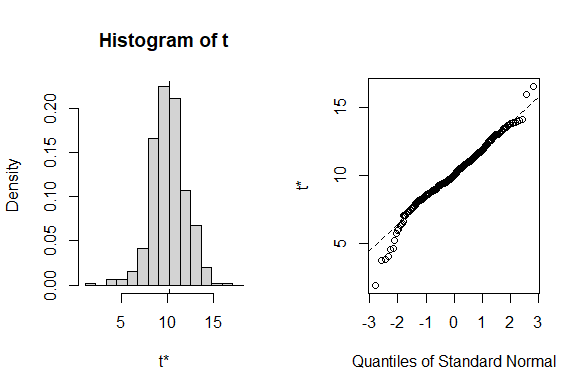 Histogram of t
Density
0.00 0.05 0.10 0.15 0.20
5 10 15
t*
t*
5 10 15
-3 -2 -1 0 1 2 3
Quantiles of Standard Normal